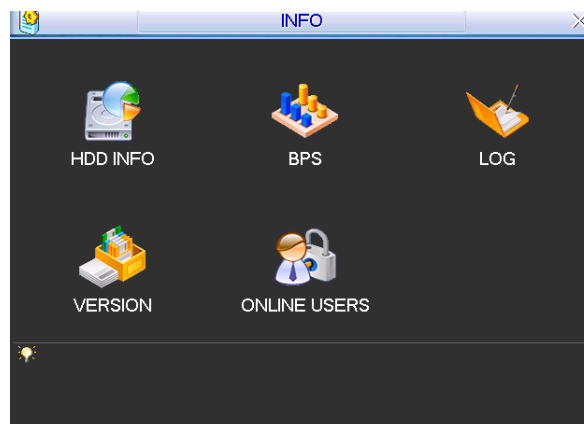 INFO
HDD INFO
BPS
LOG
VERSION
ONLINE USERS